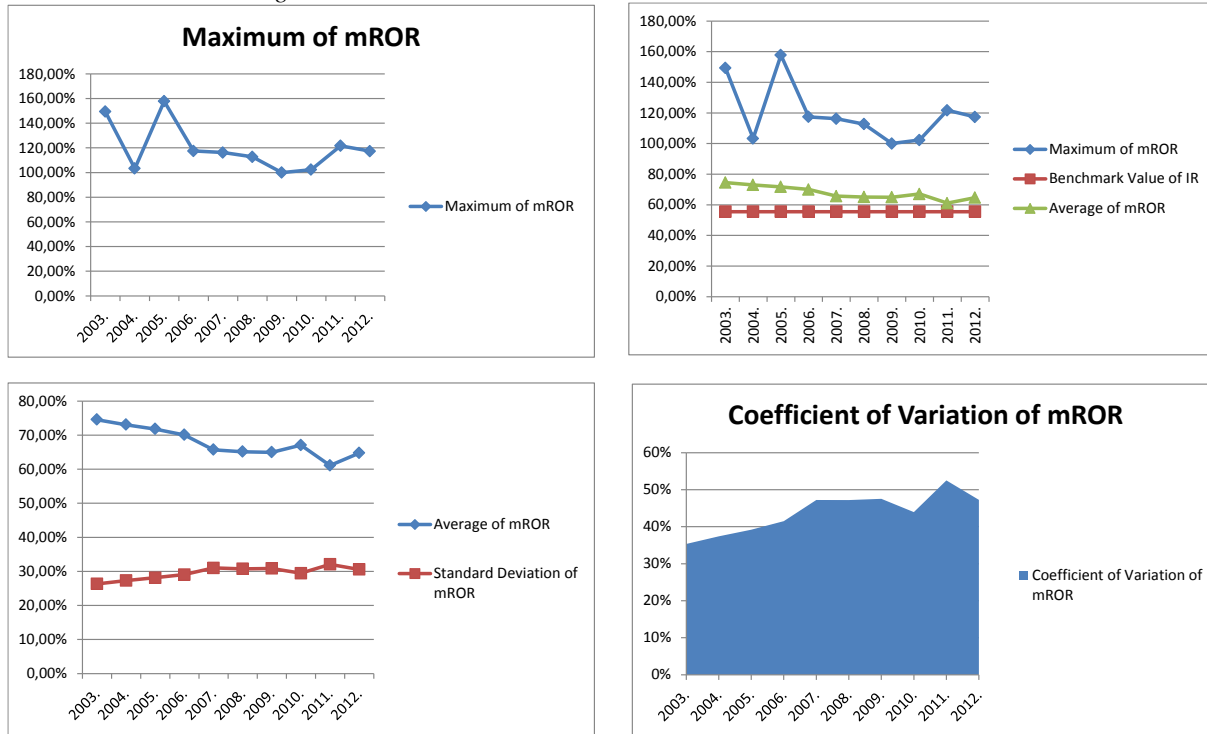 Maximum of mROR
180,00%
160,00%
140,00%
120,00%
100,00%
80,00%
60,00%
40,00%
20,00%
0,00%
2003. 2004. 2005. 2006. 2007. 2008. 2009. 2010. 2011. 2012.
Maximum of mROR
180,00%
160,00%
140,00%
120,00%
100,00%
80,00%
60,00%
40,00%
20,00%
0,00%
2003. 2004. 2005. 2006. 2007. 2008. 2009. 2010. 2011. 2012.
Maximum of mROR
Benchmark Value of IR
Average of mROR
80,00%
70,00%
60,00%
50,00%
40,00%
30,00%
20,00%
10,00%
0,00%
2003. 2004. 2005. 2006. 2007. 2008. 2009. 2010. 2011. 2012.
Average of mROR
Standard Deviation of
mROR
Coefficient of Variation of mROR
60%
50%
40%
30%
20%
10%
0%
2003. 2004. 2005. 2006. 2007. 2008. 2009. 2010. 2011. 2012.
Coefficient of Variation of
mROR